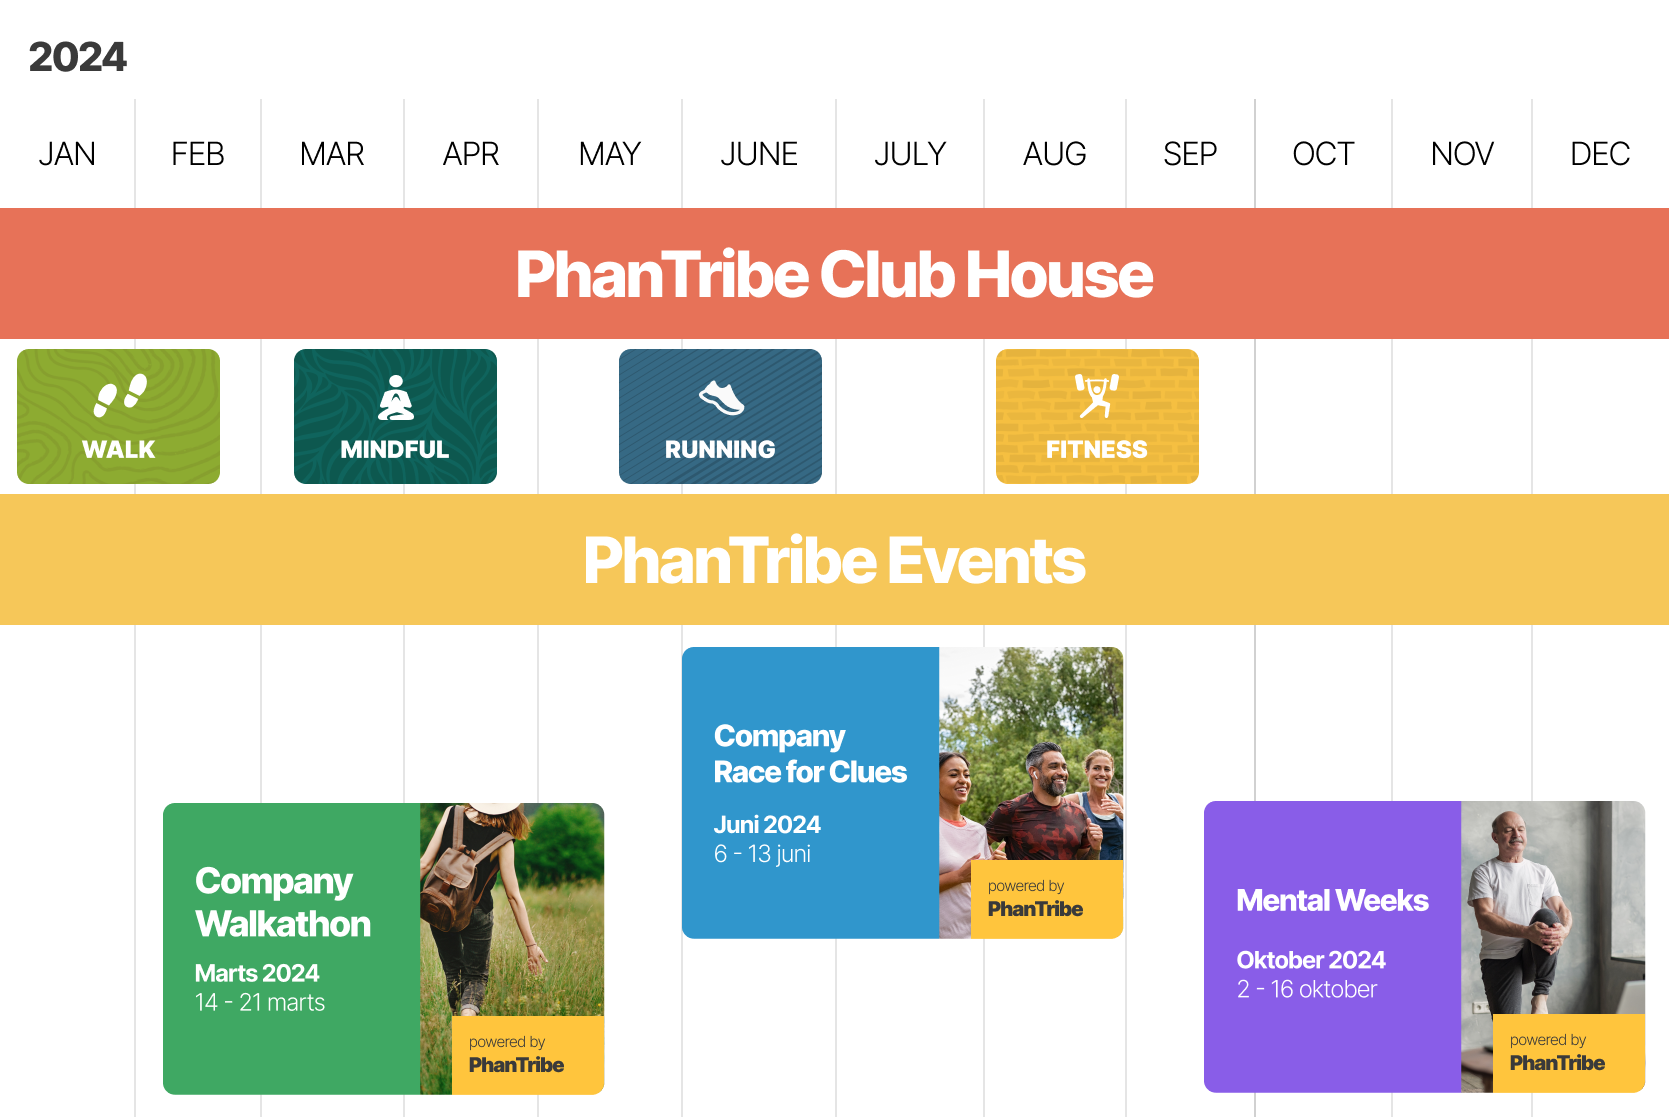 2024
JAN FEB MAR APR MAY JUNE JULY AUG SEP OCT NOV DEC
PhanTribe Club House
WALK
MINDFUL
RUNNING
FITNESS
PhanTribe Events
Company
Walkathon
Marts 2024
14 - 21 marts
powered by
PhanTribe
Company
Race for Clues
Juni 2024
6 - 13 juni
powered by
PhanTribe
Mental Weeks
Oktober 2024
2 - 16 oktober
powered by
PhanTribe